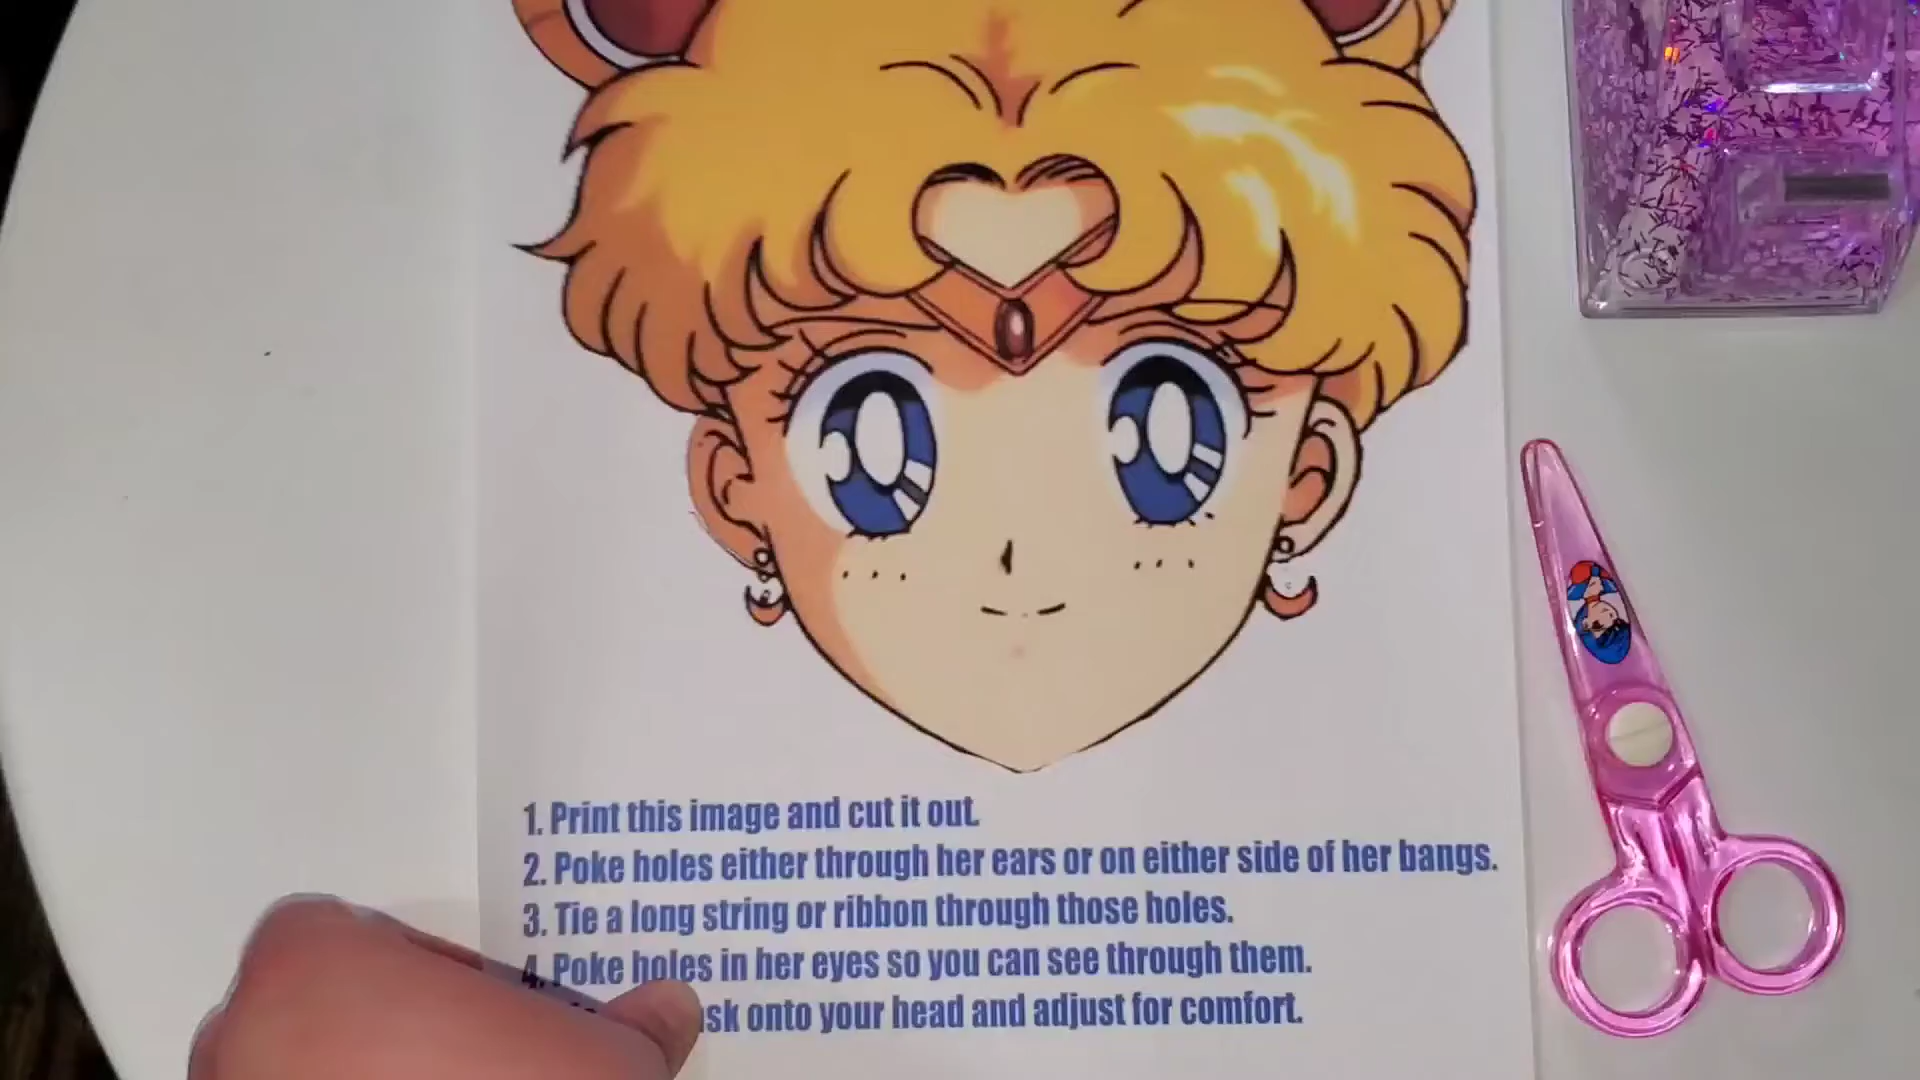 1. Print this image and cut it out.
2. Poke holes either through her ears or on either side of her bangs.
3. Tie a long string or ribbon through those holes.
4. Poke holes in her eyes so you can see through them.
onto your head and adjust for comfort.